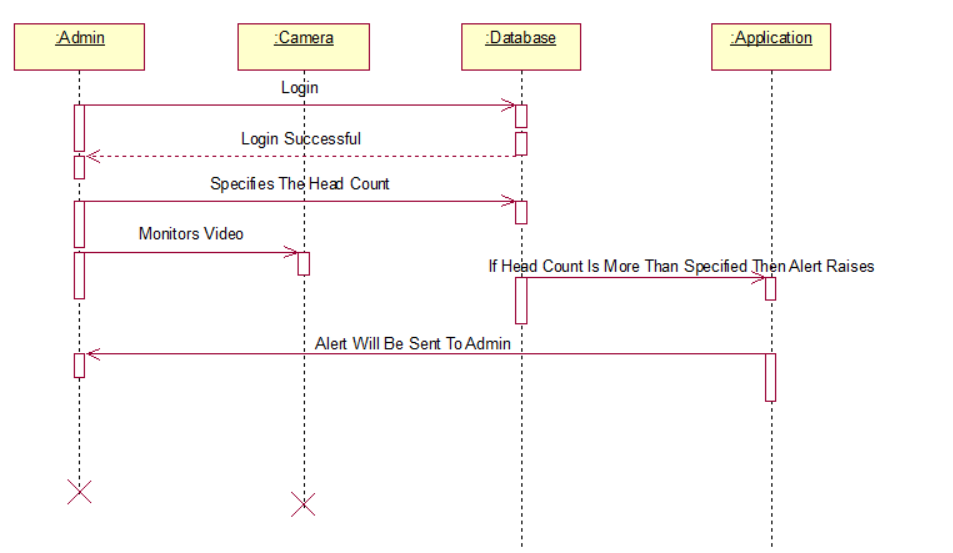 :Admin
:Camera
:Database
:Application
Login
Login Successful
Specifies The Head Count
Monitors Video
If Head Count Is More Than Specified Then Alert Raises
Alert Will Be Sent To Admin